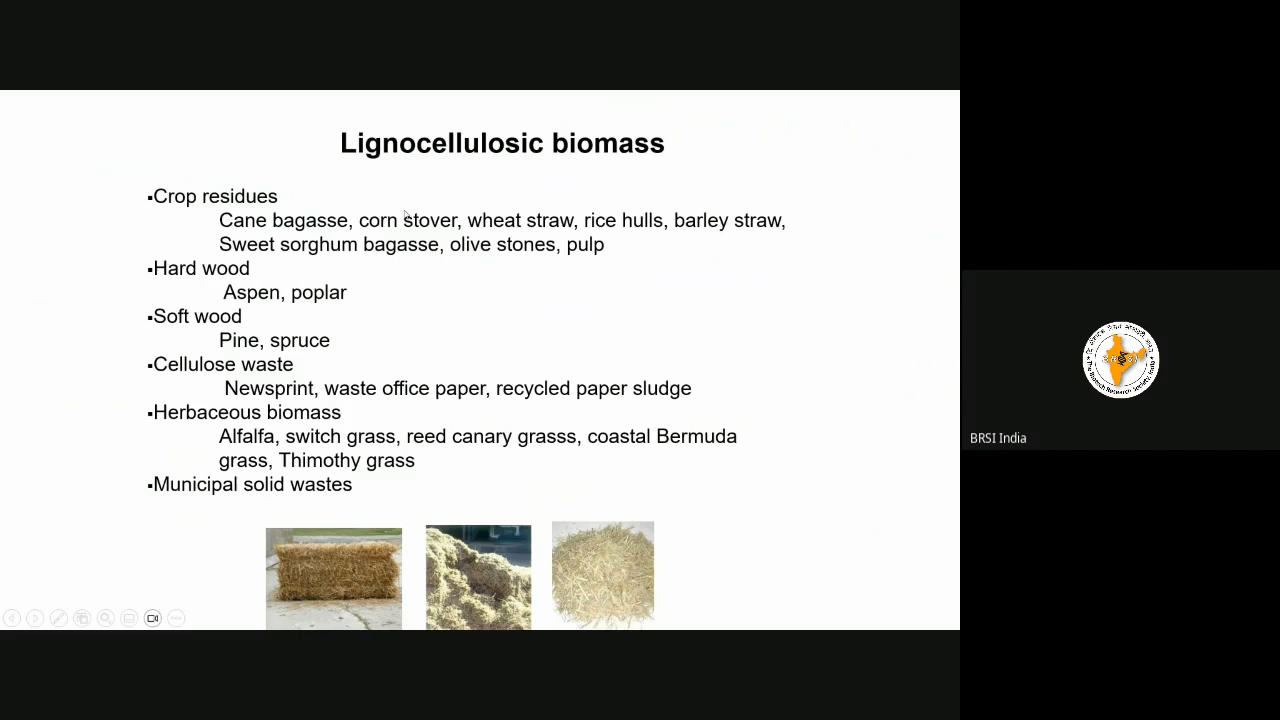 Lignocellulosic biomass
▪Crop residues
Cane bagasse, corn stover, wheat straw, rice hulls, barley straw,
Sweet sorghum bagasse, olive stones, pulp
▪Hard wood
Aspen, poplar
▪Soft wood
Pine, spruce
▪Cellulose waste
Newsprint, waste office paper, recycled paper sludge
▪Herbaceous biomass
Alfalfa, switch grass, reed canary grasss, coastal Bermuda
grass, Thimothy grass
▪Municipal solid wastes
BRSI India